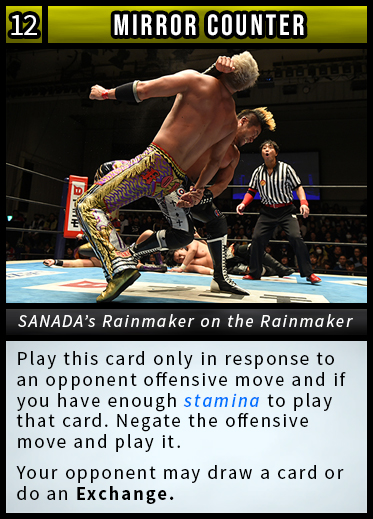 12
MIRROR COUNTER
SANADA's Rainmaker on the Rainmaker
Play this card only in response to
an opponent offensive move and if
you have enough stamina to play
that card. Negate the offensive
move and play it.
Your opponent may draw a card or
do an Exchange.